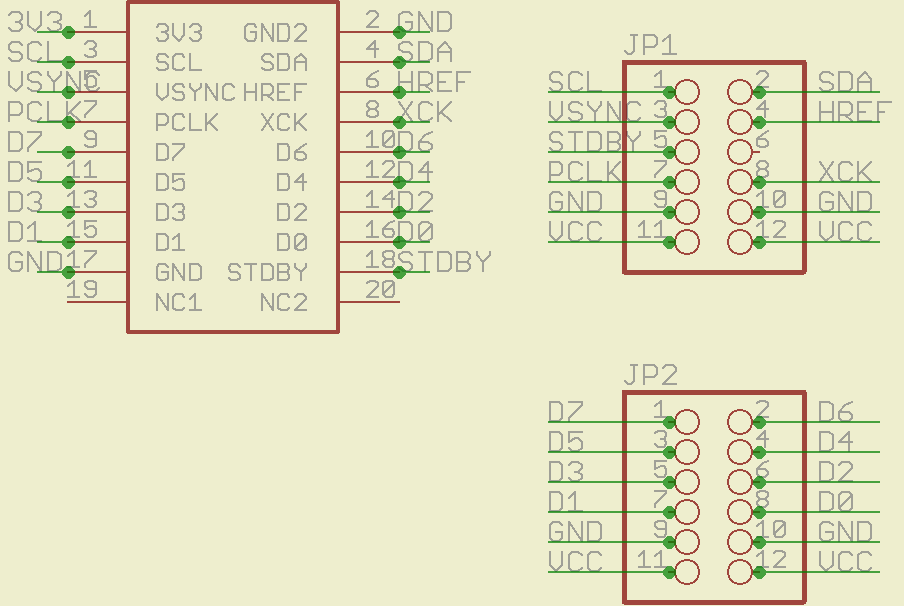 3V3 1 3V3 GND2 2 GND
SCL 3 SCL SDA 4 SDA
VSYNC 5 VSYNC HREF 6 HREF
PCLK 7 PCLK XCK 8 XCK
D7 9 D7 D6 10 D6
D5 11 D5 D4 12 D4
D3 13 D3 D2 14 D2
D1 15 D1 D0 16 D0
GND 17 GND STDBY 18 STDBY
19 NC1 NC2 20
JP1
SCL 1 2 SDA
VSYNC 3 4 HREF
STDBY 5 6
PCLK 7 8 XCK
GND 9 10 GND
VCC 11 12 VCC
JP2
D7 1 2 D6
D5 3 4 D4
D3 5 6 D2
D1 7 8 D0
GND 9 10 GND
VCC 11 12 VCC